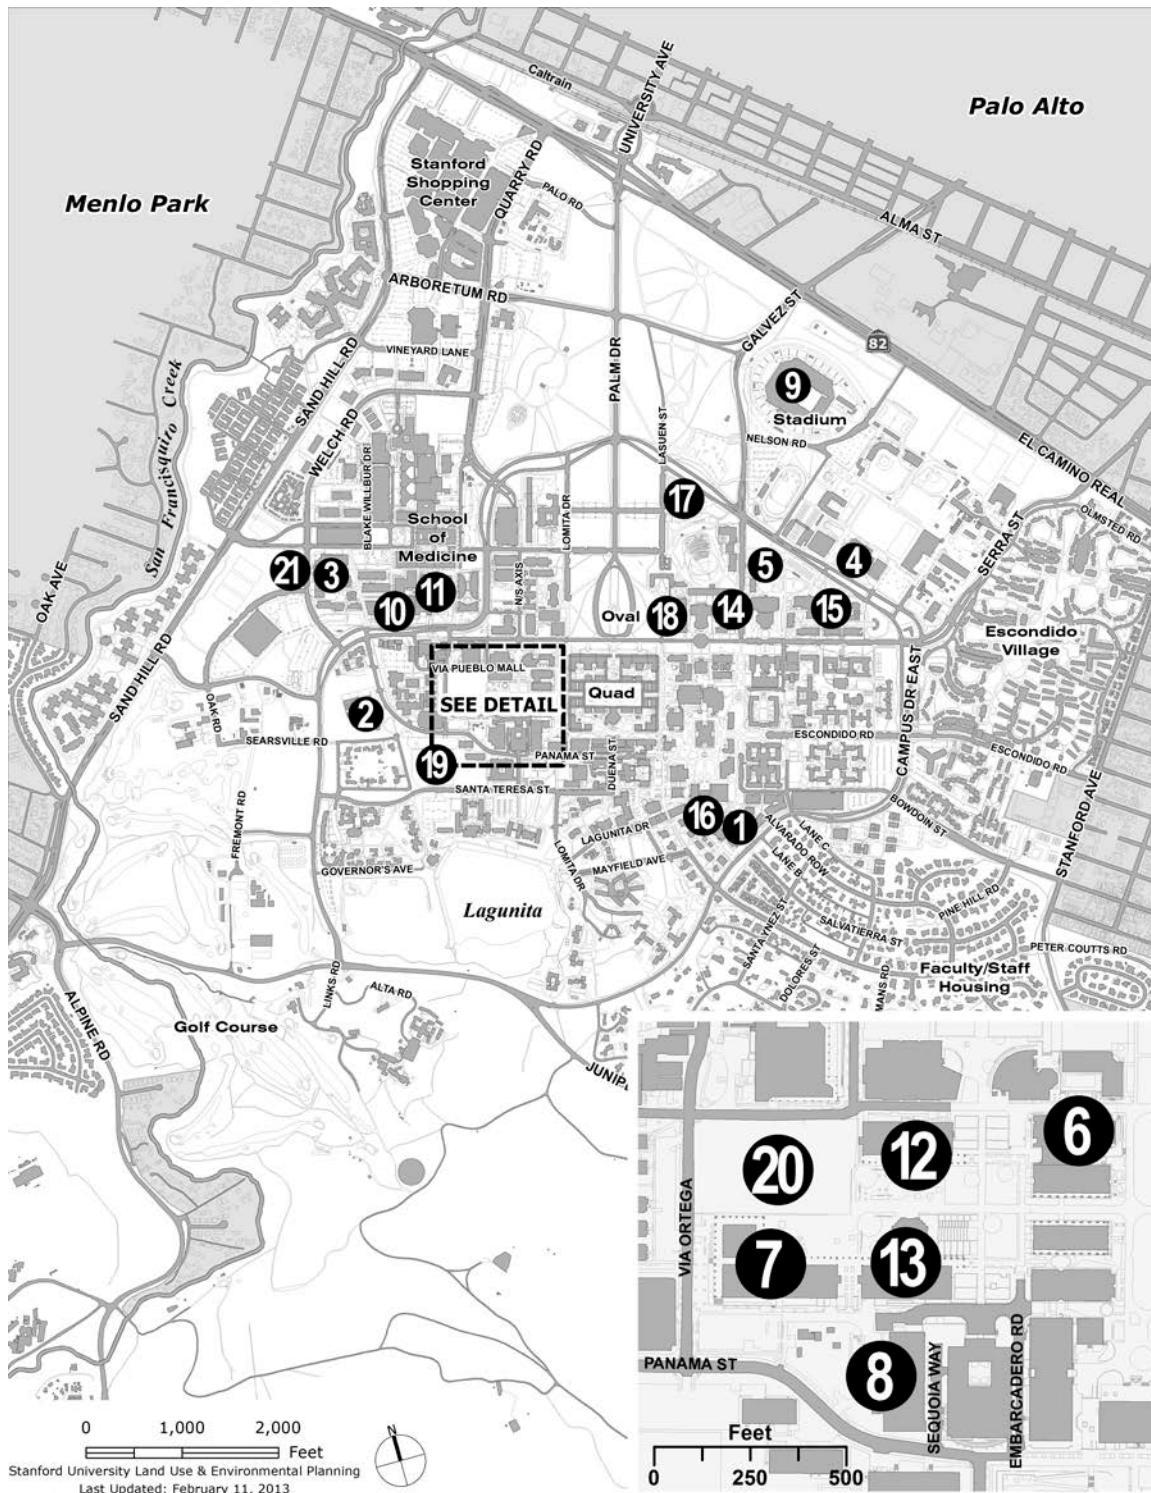 Palo Alto
Menlo Park
Caltrain
UNIVERSITY AVE
Stanford
Shopping
Center
QUARRY RD
PALO RD
ALMA ST
ARBORETUM RD
GALVEZ ST
82
VINEYARD LANE
PALM DR
SAND HILL RD
San Francisquito Creek
9
Stadium
LASUEN ST
NELSON RD
EL CAMINO REAL
WELCH RD
BLAKE WILBUR DR
17
OLMSTED RD
School
of
Medicine
LOMITA DR
SERRA ST
OAK AVE
21
3
10
11
N/S AXIS
5
4
Oval
18
14
15
Escondido
Village
SAND HILL RD
VIA PUEBLO MALL
SEE DETAIL
Quad
CAMPUS DR EAST
OAK RD
2
SEARSVILLE RD
ESCONDIDO RD
ESCONDIDO RD
19
PANAMA ST
DUENA ST
SANTA TERESA ST
STANFORD AVE
BOWDOIN ST
FREMONT RD
16
1
LAGUNITA DR
ALVARADO ROW
LANE C
LANE B
MAYFIELD AVE
GOVERNOR'S AVE
LOMITA DR
Lagunita
PINE HILL RD
SANTA YNEZ ST
SALVATIERRA ST
PETER COUTTS RD
DOLORES ST
MANS RD
Faculty/Staff
Housing
LINKS RD
ALTA RD
ALPINE RD
Golf Course
JUNIP
6
12
20
VIA ORTEGA
7
13
PANAMA ST
8
SEQUOIA WAY
EMBARCADERO RD
Feet
0 250 500
0 1,000 2,000
Feet
N
Stanford University Land Use & Environmental Planning
Last Updated: February 11, 2013